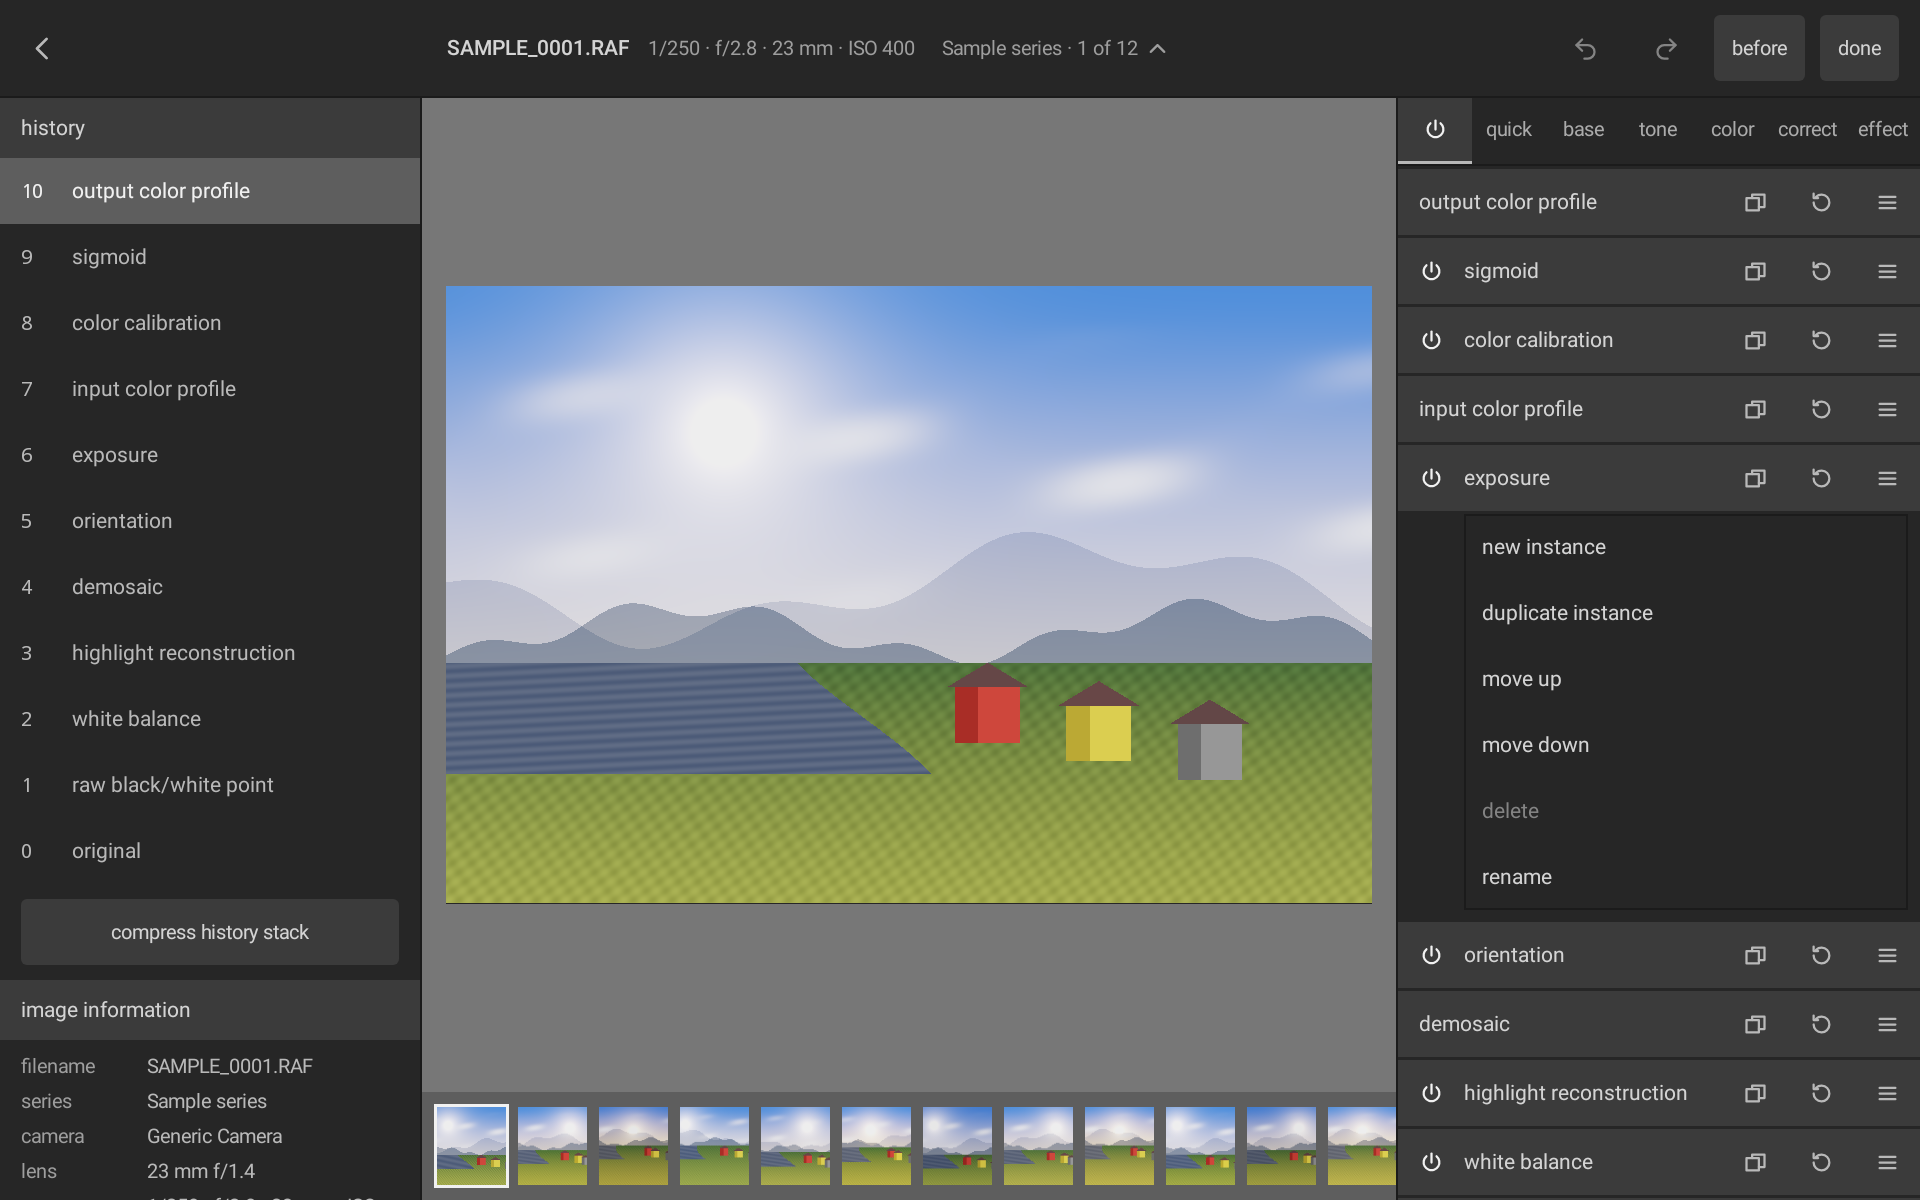 SAMPLE_0001.RAF 1/250 · f/2.8 · 23 mm · ISO 400 Sample series · 1 of 12
before
done
history
10 output color profile
9 sigmoid
8 color calibration
7 input color profile
6 exposure
5 orientation
4 demosaic
3 highlight reconstruction
2 white balance
1 raw black/white point
0 original
compress history stack
image information
filename SAMPLE_0001.RAF
series Sample series
camera Generic Camera
lens 23 mm f/1.4
quick base tone color correct effect
output color profile
sigmoid
color calibration
input color profile
exposure
new instance
duplicate instance
move up
move down
delete
rename
orientation
demosaic
highlight reconstruction
white balance